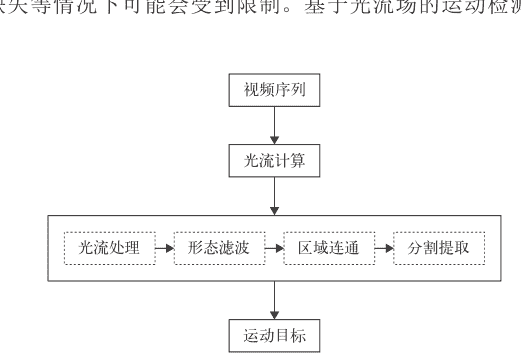 缺失等情况下可能会受到限制。基于光流场的运动检测
视频序列
光流计算
光流处理 形态滤波 区域连通 分割提取
运动目标